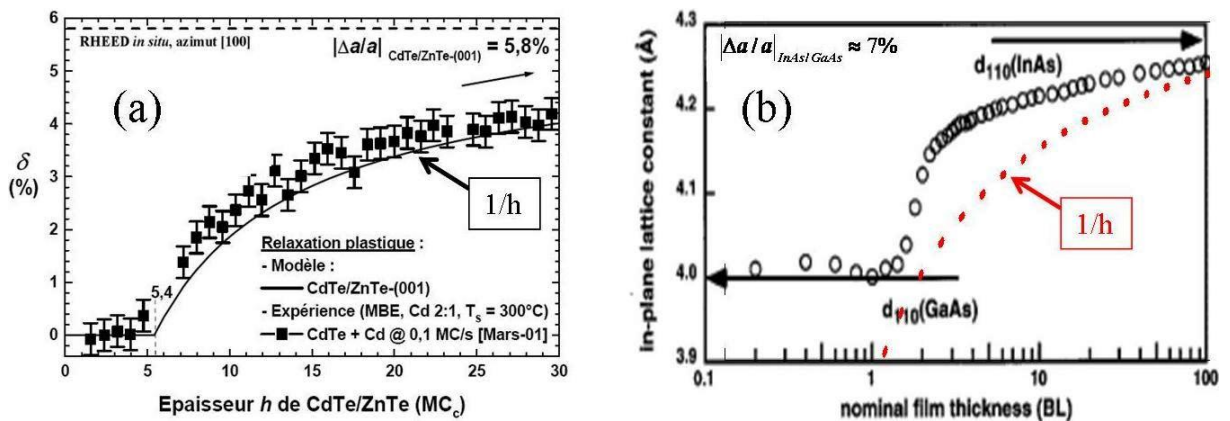 RHEED in situ, azimut [100]
|Δa/a| CdTe/ZnTe-(001) = 5,8%
(a)
6
5
4
3
2
1
0
δ
(%)
1/h
5,4
Relaxation plastique :
- Modèle :
CdTe/ZnTe-(001)
- Expérience (MBE, Cd 2:1, Ts = 300°C)
CdTe + Cd @ 0,1 MC/s [Mars-01]
0 5 10 15 20 25 30
Epaisseur h de CdTe/ZnTe (MCc)
4.3
4.2
4.1
4.0
3.9
in-plane lattice constant (Å)
|Δa / a| InAs/GaAs ≈ 7%
d110(InAs)
(b)
1/h
d110(GaAs)
0.1 1 10 100
nominal film thickness (BL)